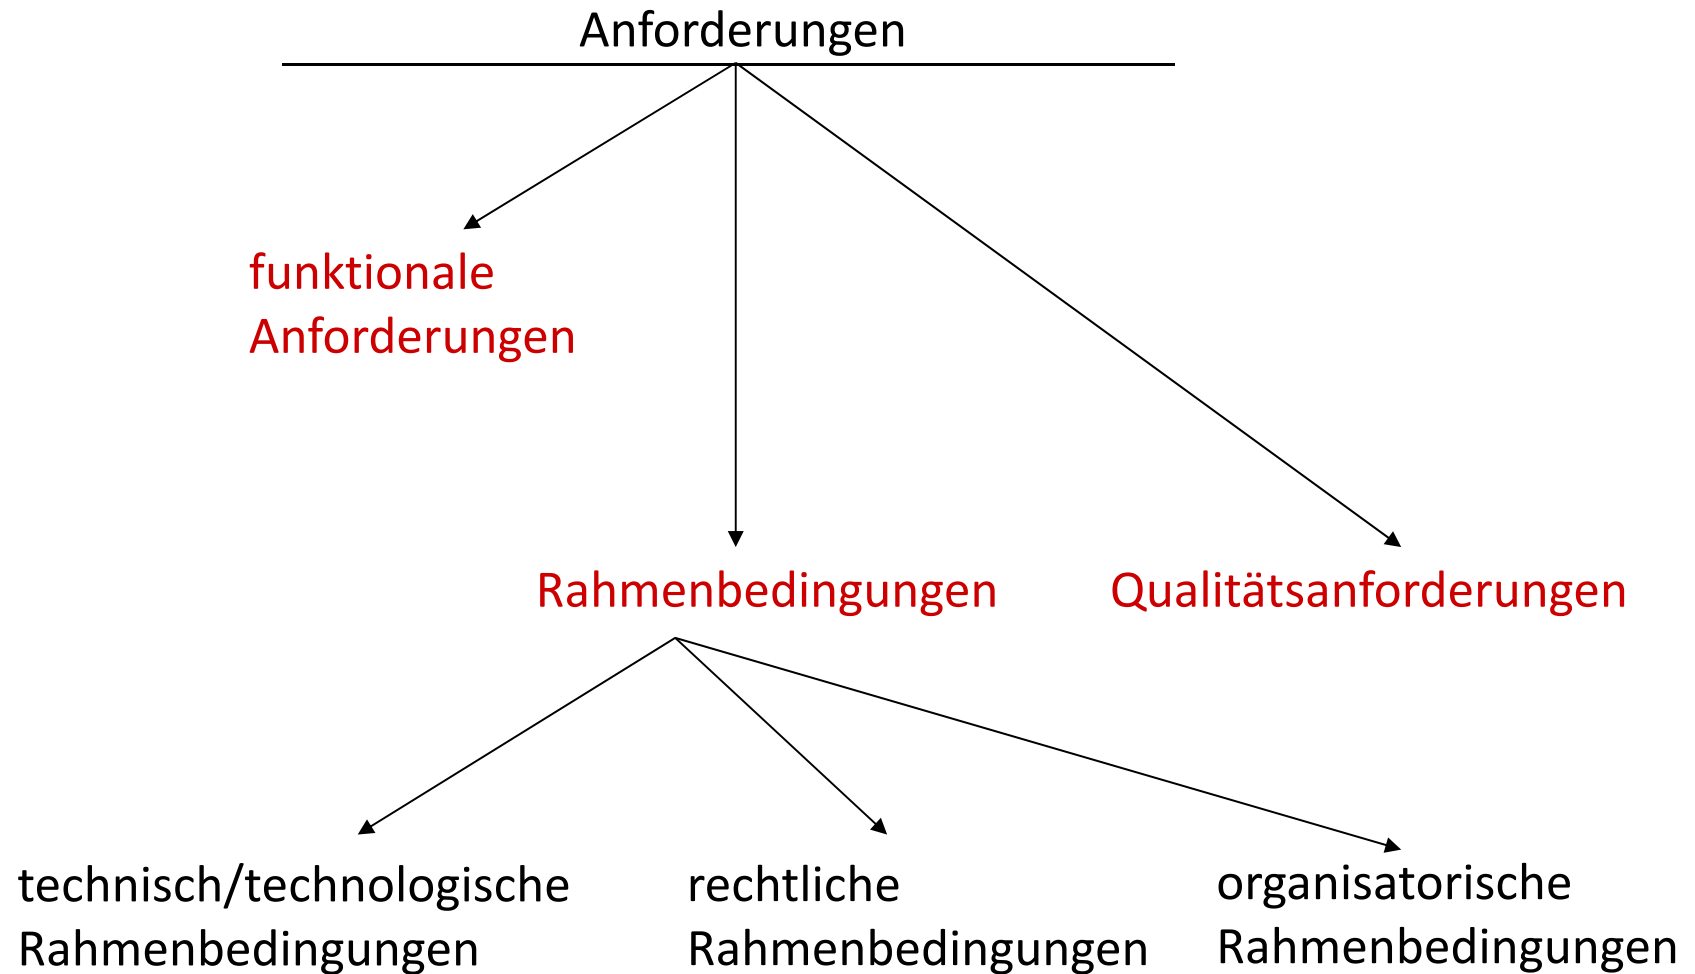 Anforderungen
funktionale
Anforderungen
Rahmenbedingungen
Qualitätsanforderungen
technisch/technologische
Rahmenbedingungen
rechtliche
Rahmenbedingungen
organisatorische
Rahmenbedingungen